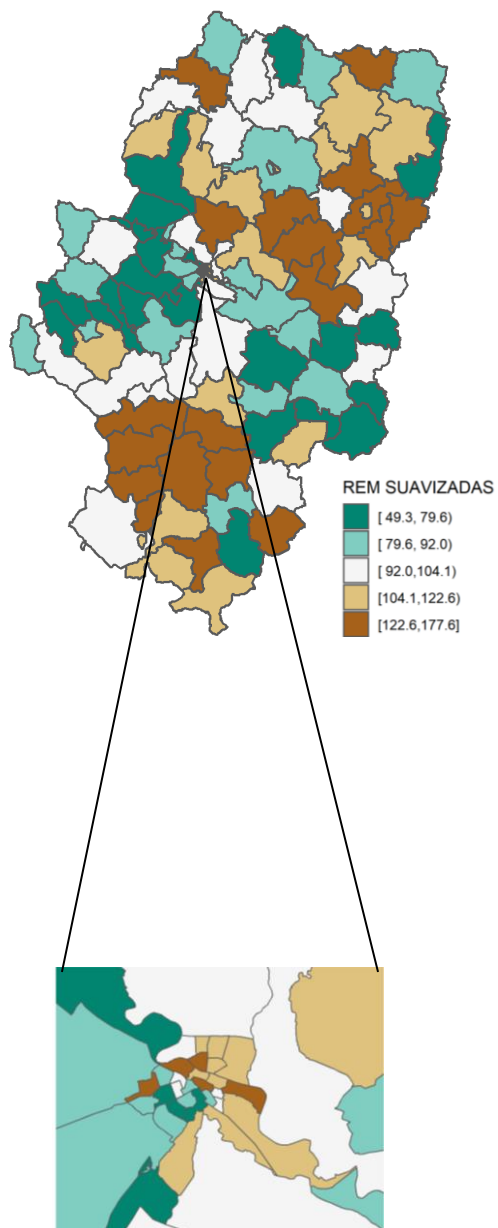 REM SUAVIZADAS
[ 49.3, 79.6)
[ 79.6, 92.0)
[ 92.0,104.1)
[104.1,122.6)
[122.6,177.6]